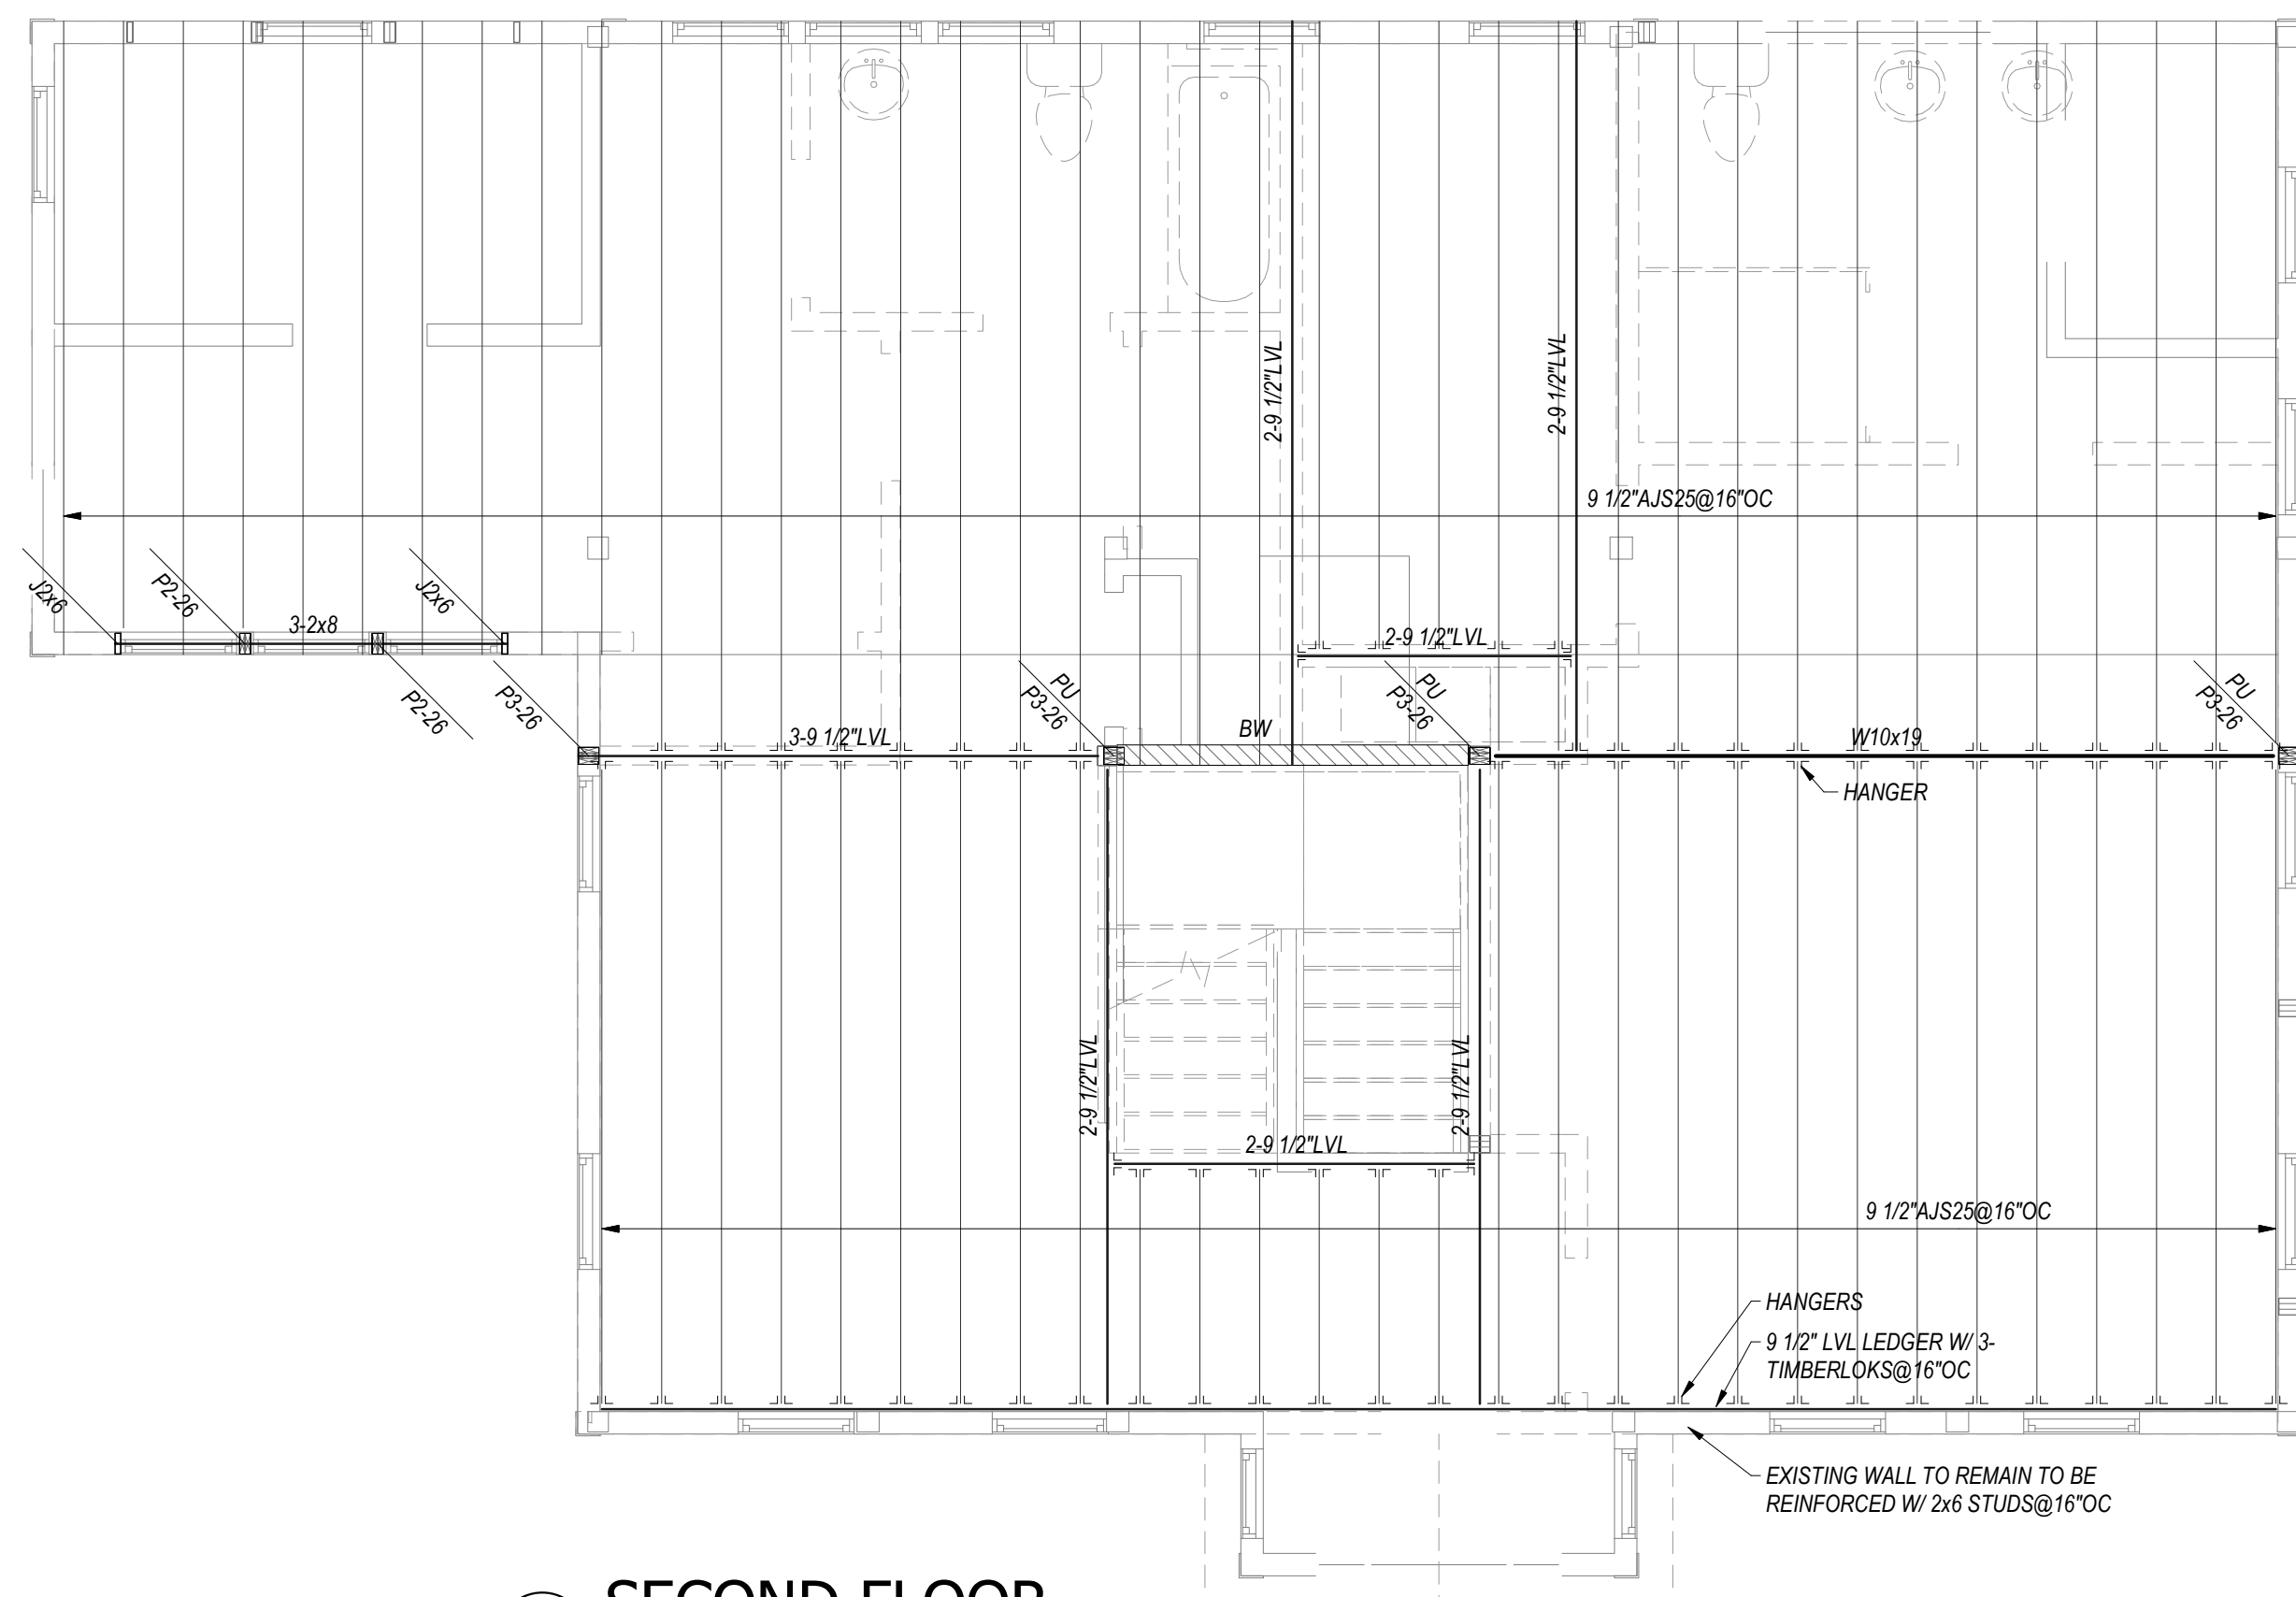 2-9 1/2"LVL
2-9 1/2"LVL
9 1/2"AJS25@16"OC
J2x6
P2-26
J2x6
3-2x8
2-9 1/2"LVL
P2-26
P3-26
PU
P3-26
PU
P3-26
PU
P3-26
3-9 1/2"LVL
BW
W10x19
HANGER
2-9 1/2"LVL
2-9 1/2"LVL
2-9 1/2"LVL
9 1/2"AJS25@16"OC
HANGERS
9 1/2" LVL LEDGER W/ 3-
TIMBERLOKS@16"OC
EXISTING WALL TO REMAIN TO BE
REINFORCED W/ 2x6 STUDS@16"OC
SECOND FLOOR